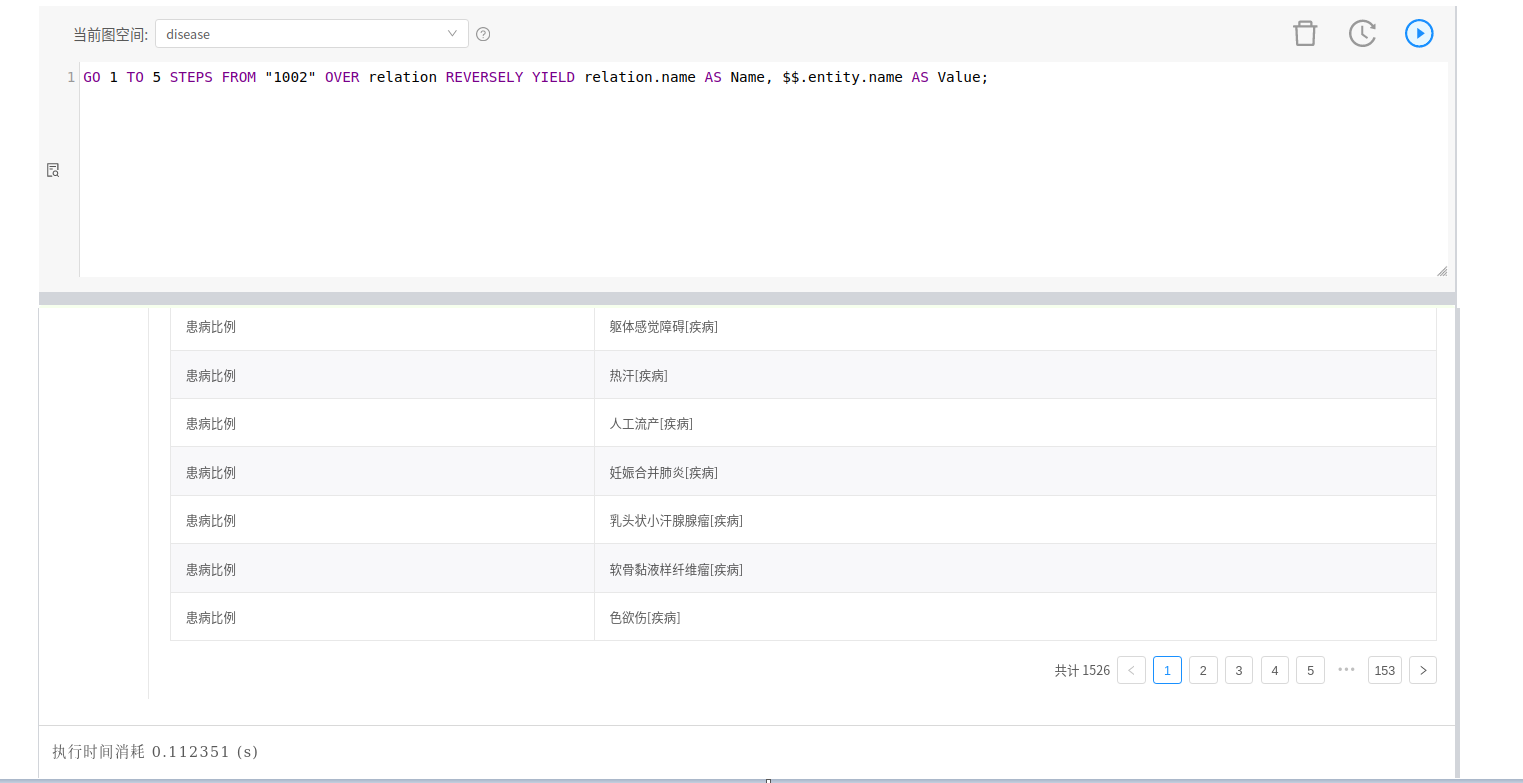 当前图空间: disease
1 GO 1 TO 5 STEPS FROM "1002" OVER relation REVERSELY YIELD relation.name AS Name, $$.entity.name AS Value;
患病比例 躯体感觉障碍[疾病]
患病比例 热汗[疾病]
患病比例 人工流产[疾病]
患病比例 妊娠合并肺炎[疾病]
患病比例 乳头状小汗腺腺瘤[疾病]
患病比例 软骨黏液样纤维瘤[疾病]
患病比例 色欲伤[疾病]
共计 1526 < 1 2 3 4 5 ••• 153 >
执行时间消耗 0.112351 (s)